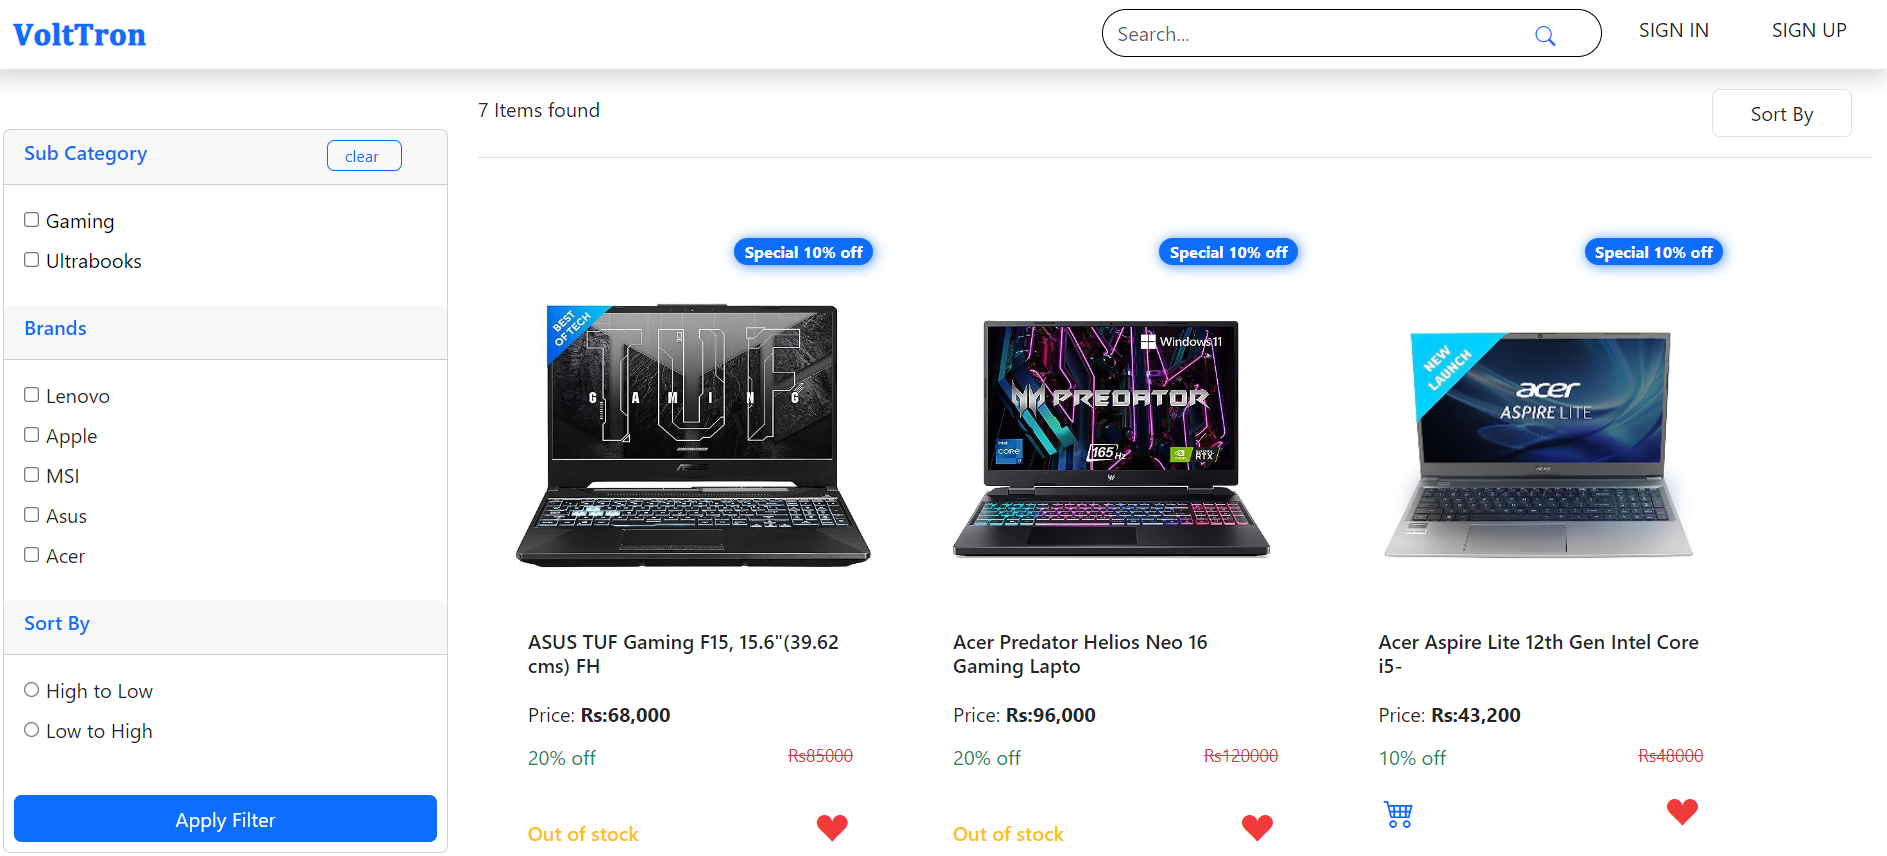 VoltTron
Search...
SIGN IN
SIGN UP
7 Items found
Sort By
Sub Category
clear
Gaming
Ultrabooks
Brands
Lenovo
Apple
MSI
Asus
Acer
Sort By
High to Low
Low to High
Apply Filter
Special 10% off
BEST
OF TECH
TUF
GAMING
ASUS
ASUS TUF Gaming F15, 15.6"(39.62
cms) FH
Price: Rs:68,000
20% off
Rs85000
Out of stock
Special 10% off
Windows 11
PREDATOR
intel
CORE
165 Hz
RTX
Acer Predator Helios Neo 16
Gaming Lapto
Price: Rs:96,000
20% off
Rs120000
Out of stock
Special 10% off
NEW
LAUNCH
acer
ASPIRE LITE
Acer Aspire Lite 12th Gen Intel Core
i5-
Price: Rs:43,200
10% off
Rs48000